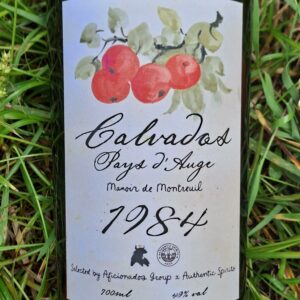 Calvados
Pays d'Auge
Manoir de Montreuil
1984
Selected by Aficionados Group x Authentic Spirits
700ml 49% vol